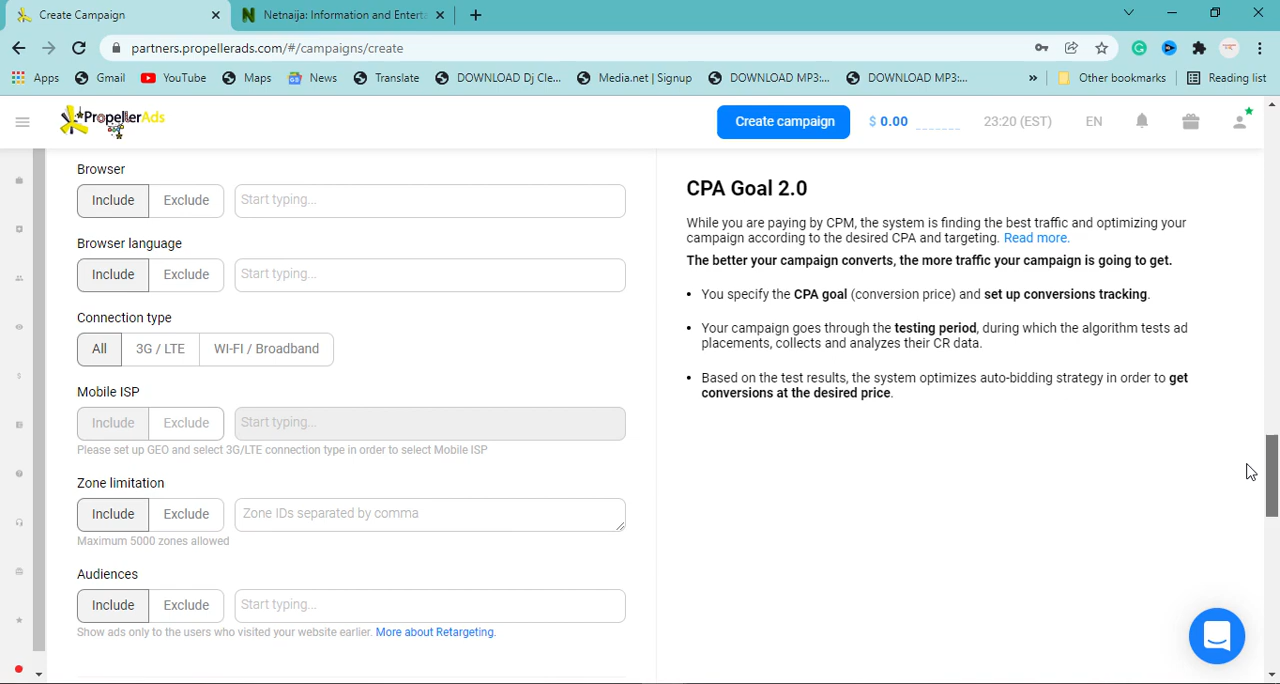 Create Campaign
Netnaija: Information and Enterta
partners.propellerads.com/#/campaigns/create
Apps Gmail YouTube Maps News Translate DOWNLOAD Dj Cle... Media.net | Signup DOWNLOAD MP3:... DOWNLOAD MP3:... » Other bookmarks Reading list
PropellerAds Create campaign $ 0.00 23:20 (EST) EN
Browser
Include Exclude Start typing...
Browser language
Include Exclude Start typing...
Connection type
All 3G / LTE WI-FI / Broadband
Mobile ISP
Include Exclude Start typing...
Please set up GEO and select 3G/LTE connection type in order to select Mobile ISP
Zone limitation
Include Exclude Zone IDs separated by comma
Maximum 5000 zones allowed
Audiences
Include Exclude Start typing...
Show ads only to the users who visited your website earlier. More about Retargeting.
CPA Goal 2.0
While you are paying by CPM, the system is finding the best traffic and optimizing your
campaign according to the desired CPA and targeting. Read more.
The better your campaign converts, the more traffic your campaign is going to get.
• You specify the CPA goal (conversion price) and set up conversions tracking.
• Your campaign goes through the testing period, during which the algorithm tests ad
placements, collects and analyzes their CR data.
• Based on the test results, the system optimizes auto-bidding strategy in order to get
conversions at the desired price.